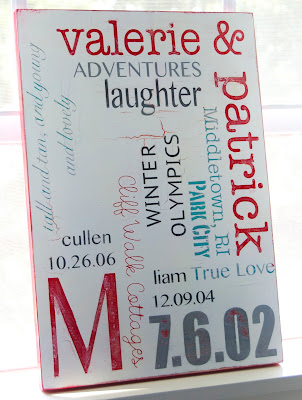 valerie &
patrick
ADVENTURES
laughter
tall and tan, and young
and lovely
Middletown, RI
PARK CITY
WINTER
OLYMPICS
Cliff Walk Cottages
cullen
10.26.06
liam True Love
12.09.04
M
7.6.02